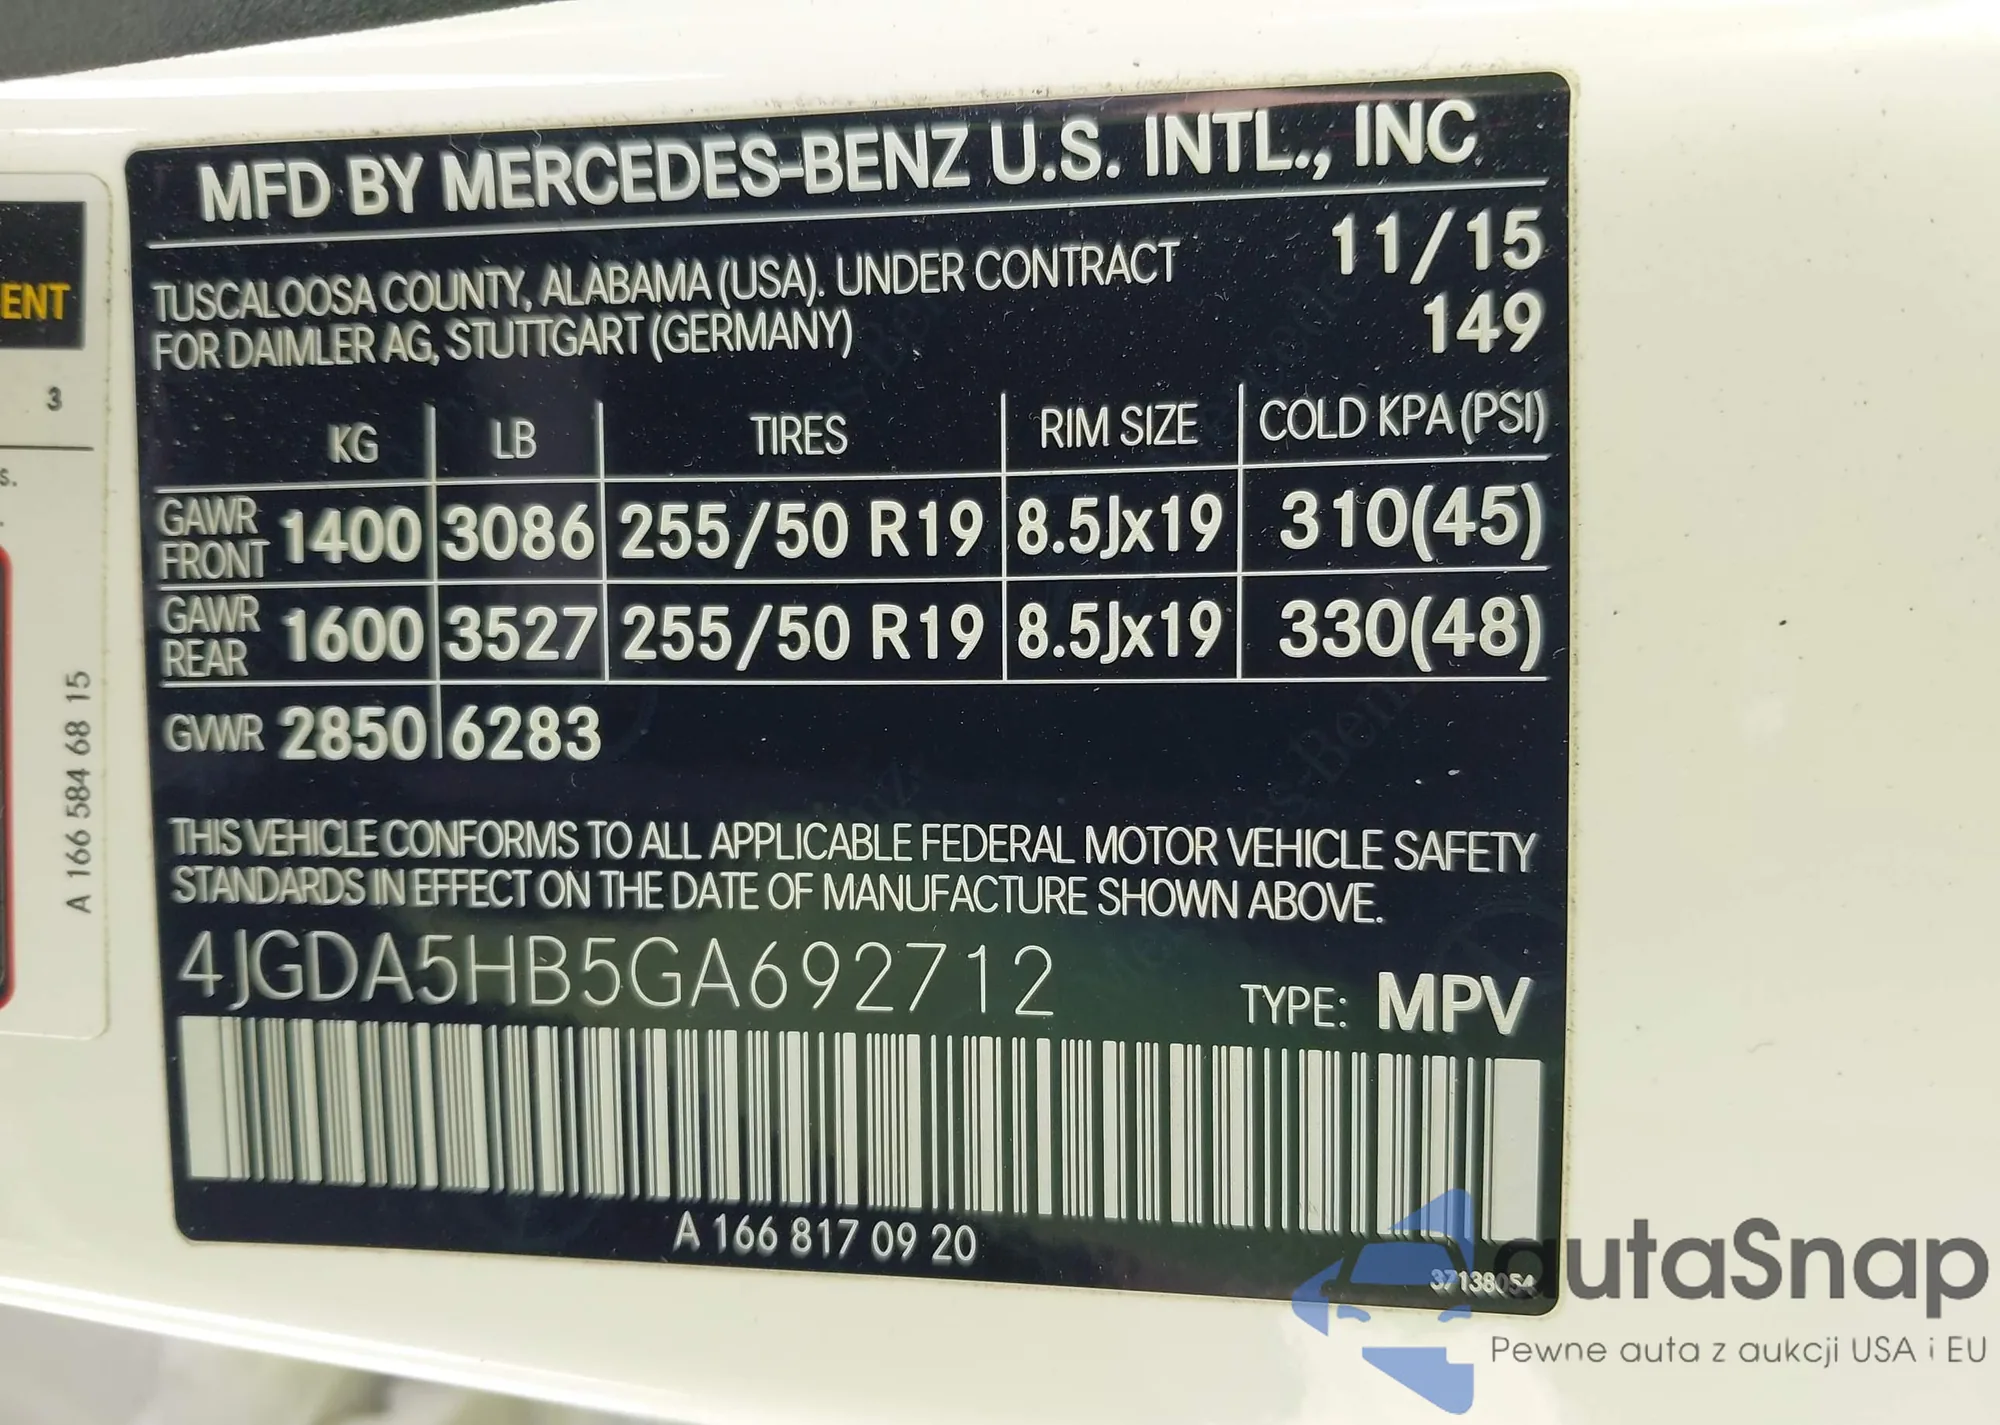 MFD BY MERCEDES-BENZ U.S. INTL., INC.
TUSCALOOSA COUNTY, ALABAMA (USA). UNDER CONTRACT 11/15
FOR DAIMLER AG, STUTTGART (GERMANY) 149
KG LB TIRES RIM SIZE COLD KPA (PSI)
GAWR FRONT 1400 3086 255/50 R19 8.5Jx19 310(45)
GAWR REAR 1600 3527 255/50 R19 8.5Jx19 330(48)
GVWR 2850 6283
THIS VEHICLE CONFORMS TO ALL APPLICABLE FEDERAL MOTOR VEHICLE SAFETY
STANDARDS IN EFFECT ON THE DATE OF MANUFACTURE SHOWN ABOVE.
4JGDA5HB5GA692712 TYPE: MPV
A 166 817 09 20
37138054
ENT
3
s.
A 166 584 68 15
autaSnap
Pewne auta z aukcji USA i EU